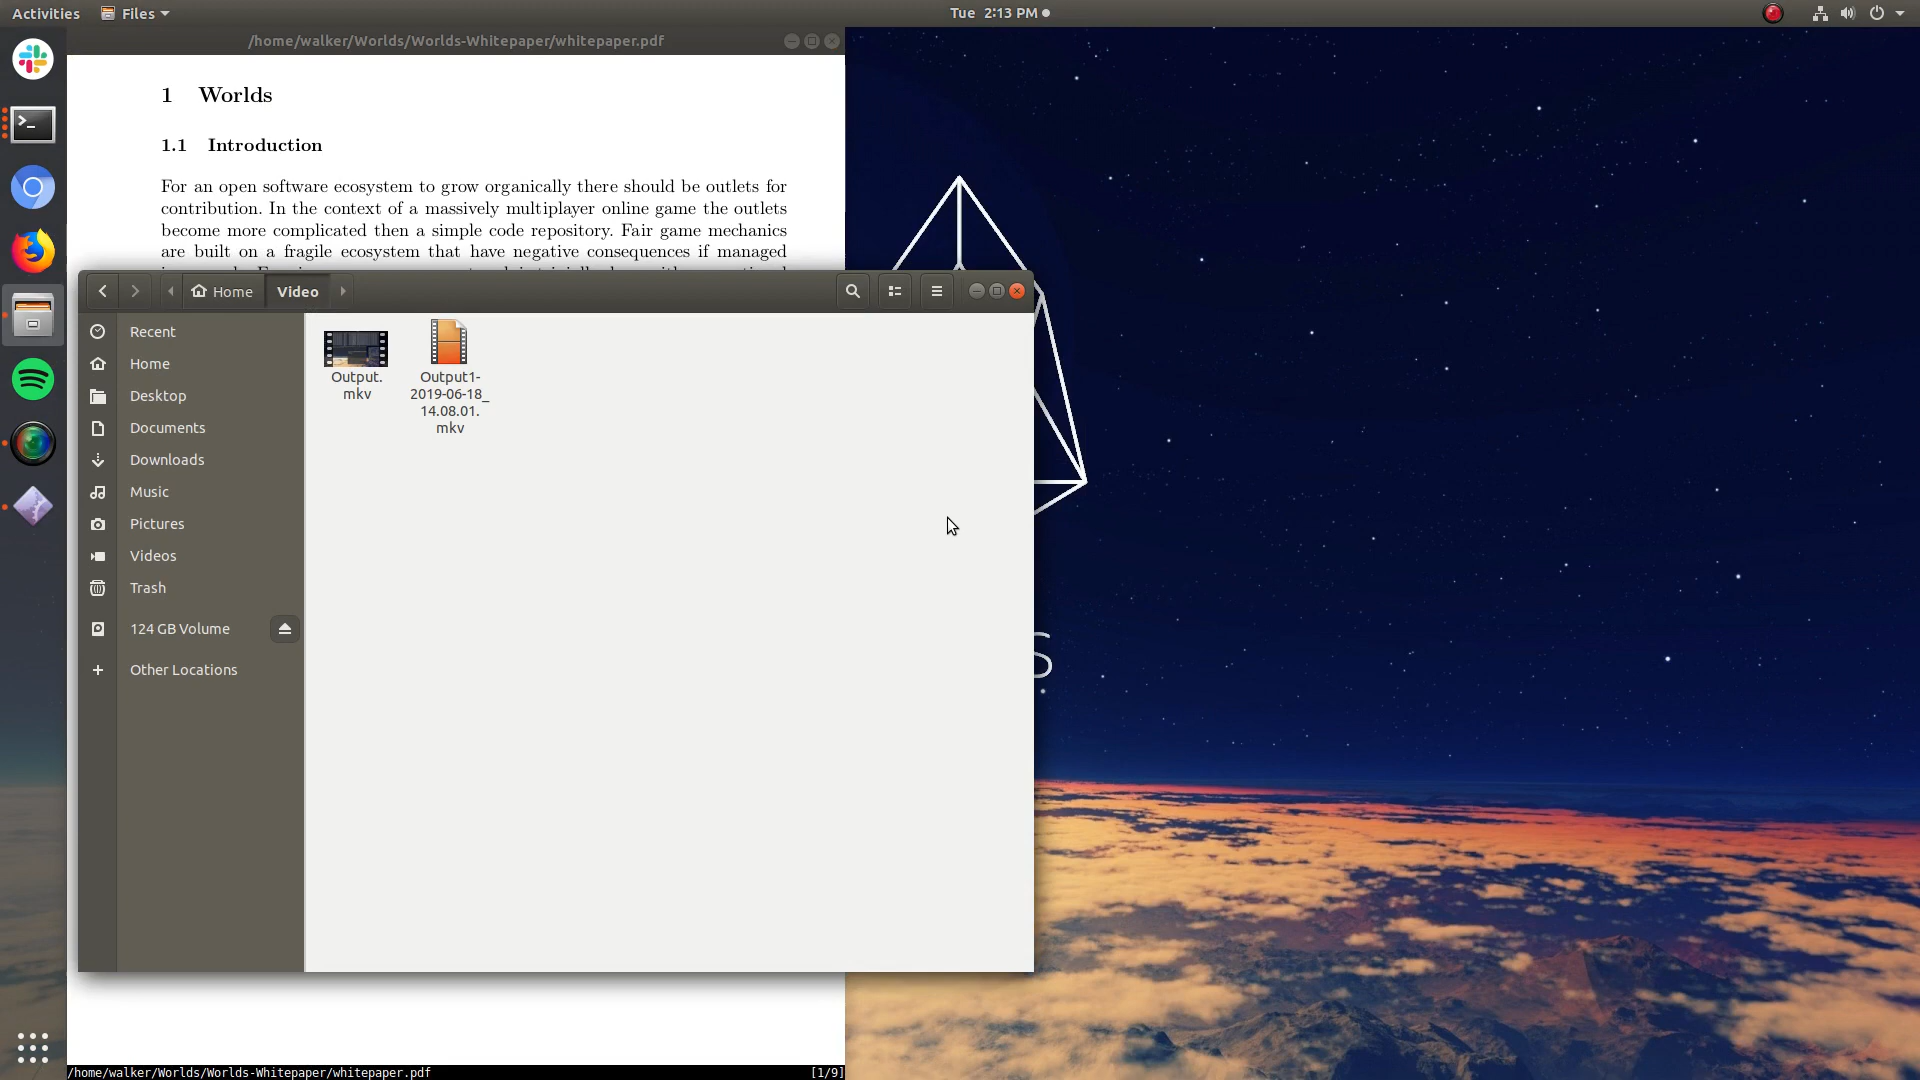 Activities
Files
Tue 2:13 PM
/home/walker/Worlds/Worlds-Whitepaper/whitepaper.pdf
1 Worlds
1.1 Introduction
For an open software ecosystem to grow organically there should be outlets for
contribution. In the context of a massively multiplayer online game the outlets
become more complicated then a simple code repository. Fair game mechanics
are built on a fragile ecosystem that have negative consequences if managed
Home
Video
Recent
Home
Desktop
Documents
Downloads
Music
Pictures
Videos
Trash
124 GB Volume
Other Locations
Output.
mkv
Output1-
2019-06-18_
14.08.01.
mkv
S
/home/walker/Worlds/Worlds-Whitepaper/whitepaper.pdf
[1/9]